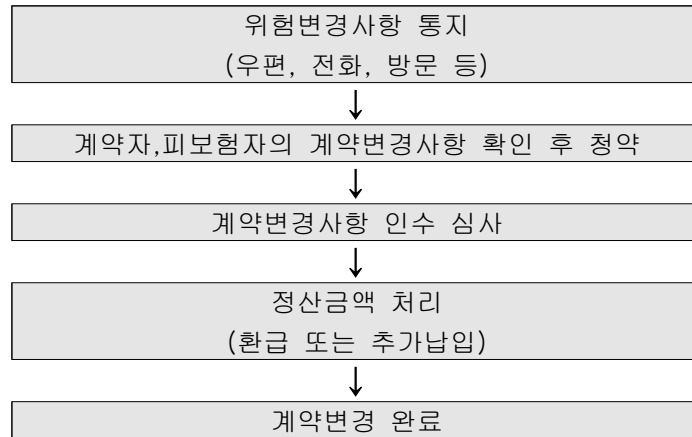 위험변경사항 통지
(우편, 전화, 방문 등)
계약자,피보험자의 계약변경사항 확인 후 청약
계약변경사항 인수 심사
정산금액 처리
(환급 또는 추가납입)
계약변경 완료